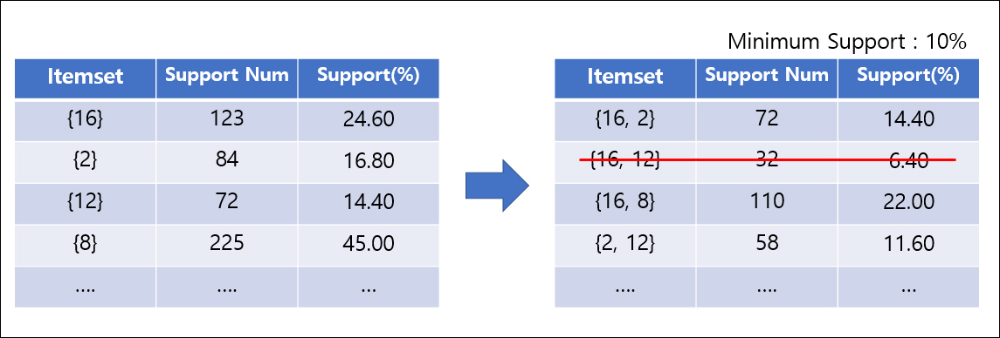 Minimum Support : 10%
Itemset Support Num Support(%)
{16} 123 24.60
{2} 84 16.80
{12} 72 14.40
{8} 225 45.00
.... .... ...
Itemset Support Num Support(%)
{16, 2} 72 14.40
{16, 12} 32 6.40
{16, 8} 110 22.00
{2, 12} 58 11.60
.... .... ...